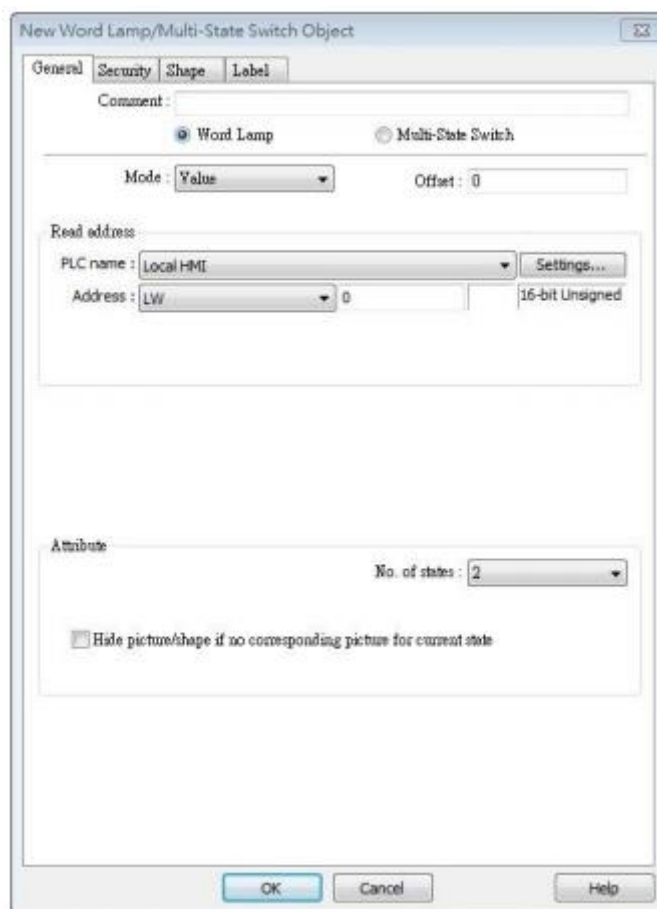 New Word Lamp/Multi-State Switch Object
General Security Shape Label
Comment :
Word Lamp Multi-State Switch
Mode : Value Offset : 0
Read address
PLC name : Local HMI Settings...
Address : LW 0 16-bit Unsigned
Attribute
No. of states : 2
Hide picture/shape if no corresponding picture for current state
OK Cancel Help